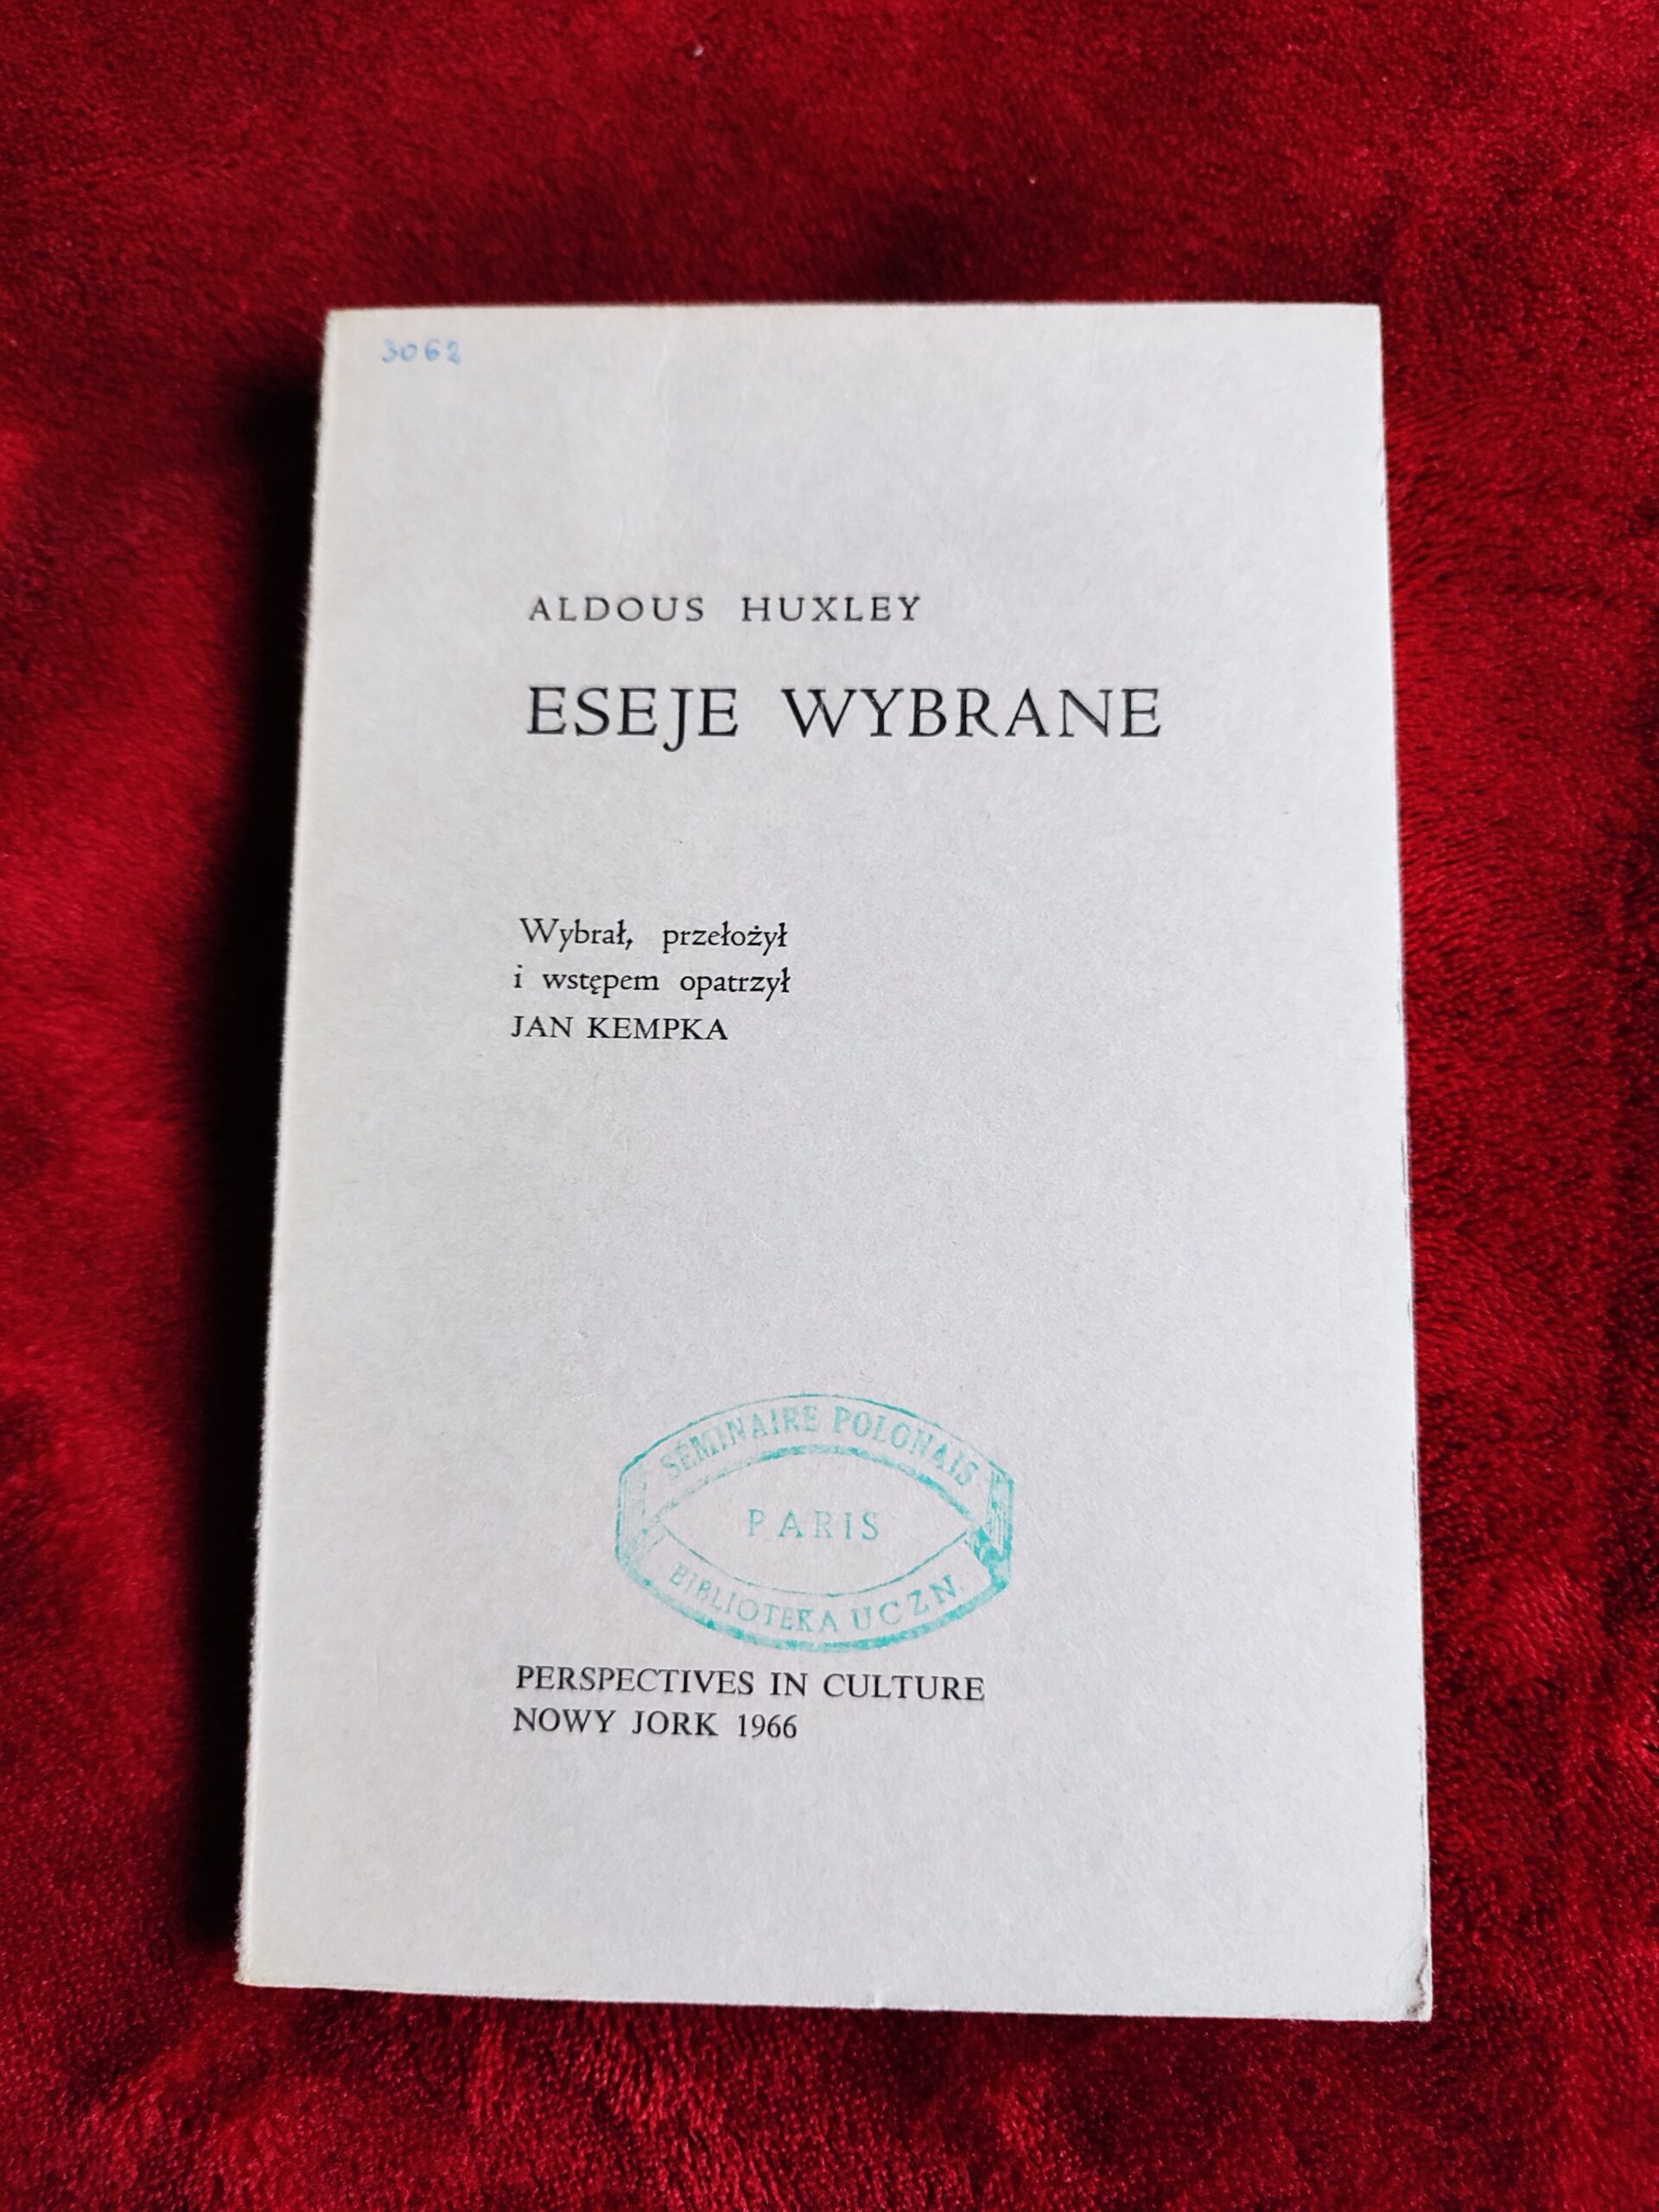 3062
ALDOUS HUXLEY
ESEJE WYBRANE
Wybrał, przełożył
i wstępem opatrzył
JAN KEMPKA
SÉMINAIRE POLONAIS
PARIS
BIBLIOTEKA UCZN.
PERSPECTIVES IN CULTURE
NOWY JORK 1966